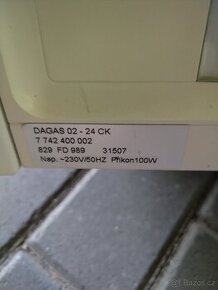 DAGAS 02 - 24 CK
7 742 400 002
829 FD 989 31507
Nap. ~230V/50HZ Příkon100W